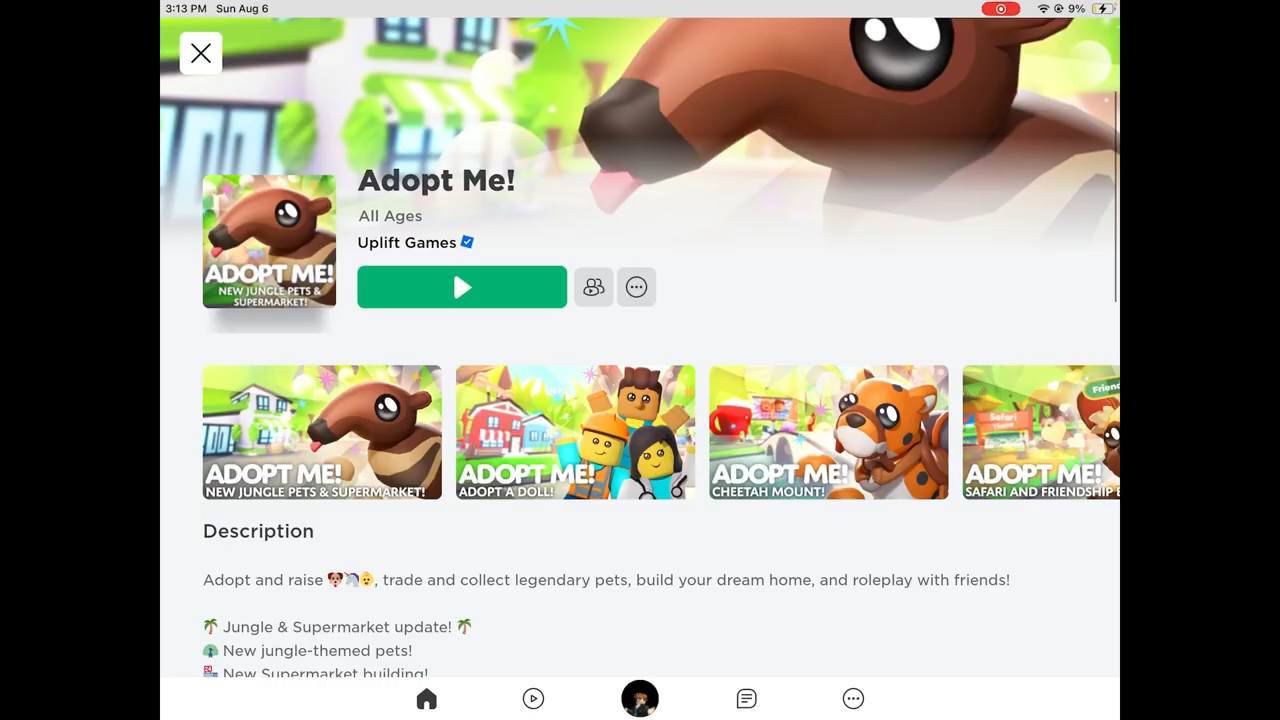 3:13 PM Sun Aug 6
9%
Adopt Me!
All Ages
Uplift Games
ADOPT ME!
NEW JUNGLE PETS &
SUPERMARKET!
ADOPT ME!
NEW JUNGLE PETS & SUPERMARKET!
ADOPT ME!
ADOPT A DOLL!
ADOPT ME!
CHEETAH MOUNT!
Safari
ADOPT ME!
SAFARI AND FRIENDSHIP
Description
Adopt and raise 🐶🦄👶, trade and collect legendary pets, build your dream home, and roleplay with friends!
🌴 Jungle & Supermarket update! 🌴
🦚 New jungle-themed pets!
🏪 New Supermarket building!